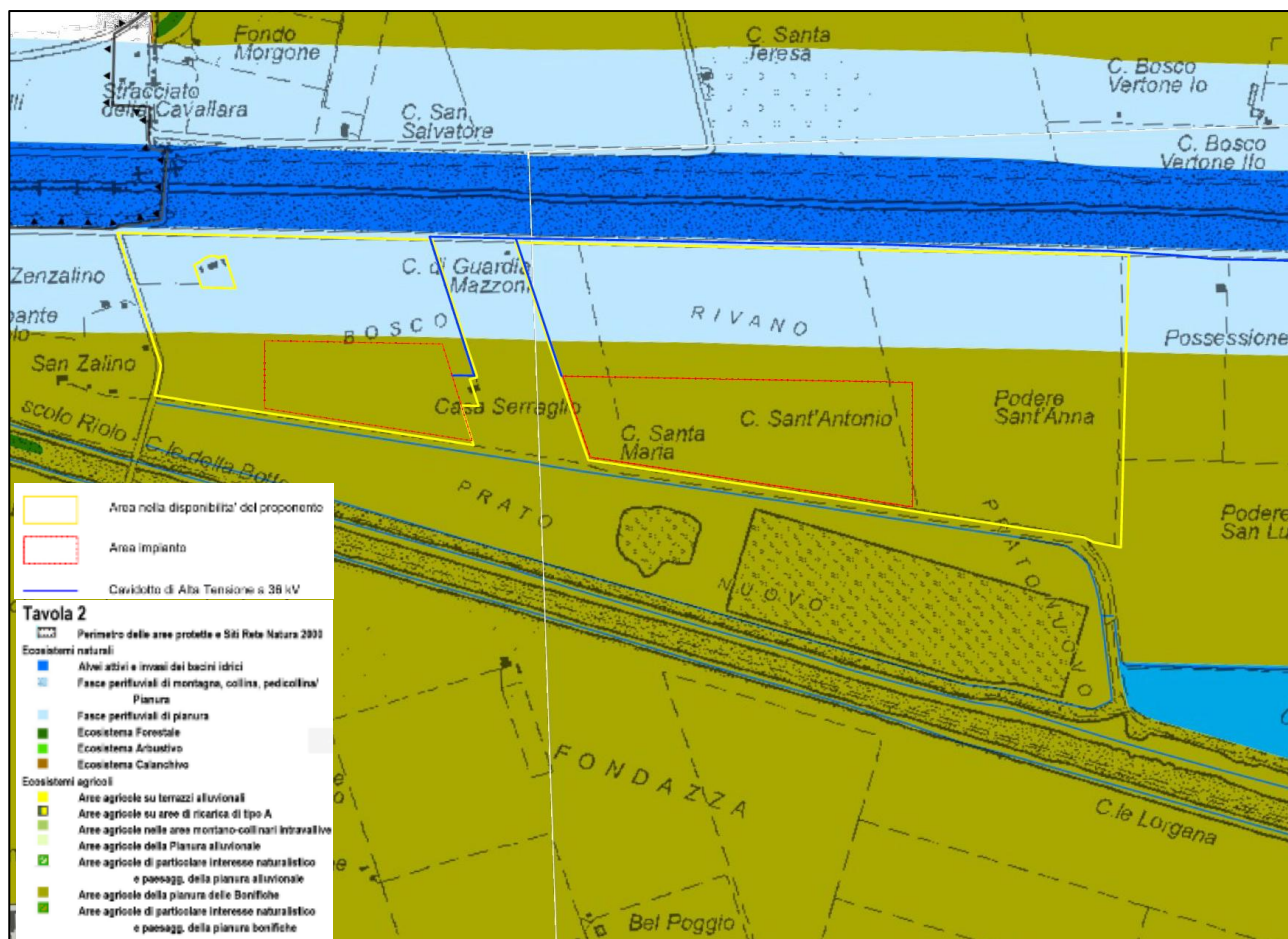 Fondo
Morgone
C. Santa
Teresa
C. Bosco
Vertone Io
Stracciato
della Cavallara
C. San
Salvatore
C. Bosco
Vertone IIo
Zenzalino
C. di Guardia
Mazzoni
BOSCO
RIVANO
Possessione
San Zalino
Casa Serraglio
C. Santa
Maria
C. Sant'Antonio
Podere
Sant'Anna
scolo Riolo - C.le della Botte
PRATO
NUOVO
PRATO NUOVO
Podere
San Lu
Area nella disponibilita' del proponente
Area impianto
Cavidotto di Alta Tensione a 36 kV
Tavola 2
Perimetro delle aree protette e Siti Rete Natura 2000
Ecosistemi naturali
Alvei attivi e invasi dei bacini idrici
Fasce perifluviali di montagna, collina, pedicollina/
Pianura
Fasce perifluviali di pianura
Ecosistema Forestale
Ecosistema Arbustivo
Ecosistema Calanchivo
Ecosistemi agricoli
Aree agricole su terrazzi alluvionali
Aree agricole su aree di ricarica di tipo A
Aree agricole nelle aree montano-collinari intravallive
Aree agricole della Pianura alluvionale
Aree agricole di particolare interesse naturalistico
e paesagg. della pianura alluvionale
Aree agricole della pianura delle Bonifiche
Aree agricole di particolare interesse naturalistico
e paesagg. della pianura bonifiche
FONDAZZA
C.le Lorgana
Bel Poggio